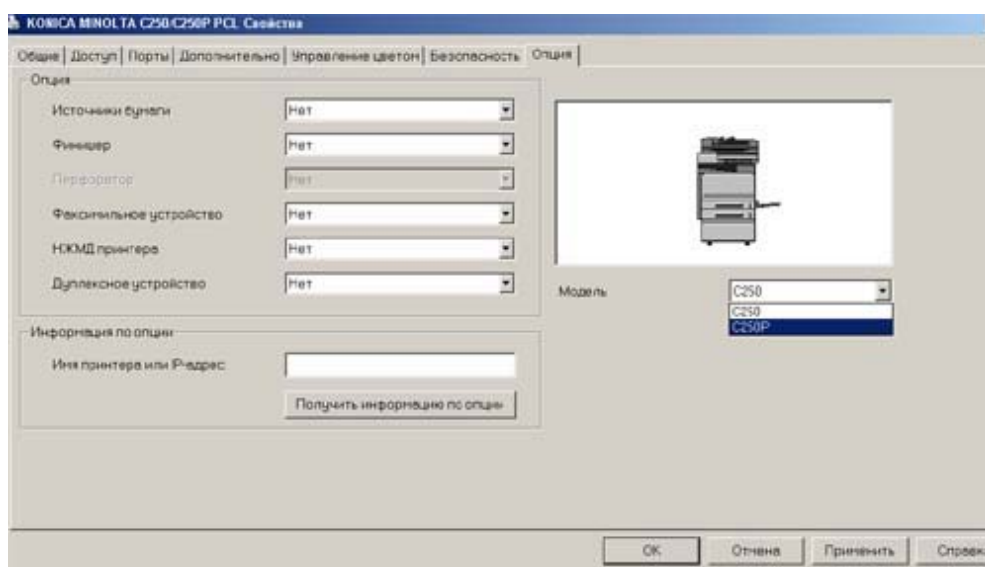 KONICA MINOLTA C250/C250P PCL Свойства
Общие Доступ Порты Дополнительно Управление цветом Безопасность Опция
Опция
Источники бумаги Нет
Финишер Нет
Перфоратор Нет
Факсимильное устройство Нет
НЖМД принтера Нет
Дуплексное устройство Нет
Модель C250
C250
C250P
Информация по опции
Имя принтера или IP-адрес:
Получить информацию по опции
OK Отмена Применить Справка